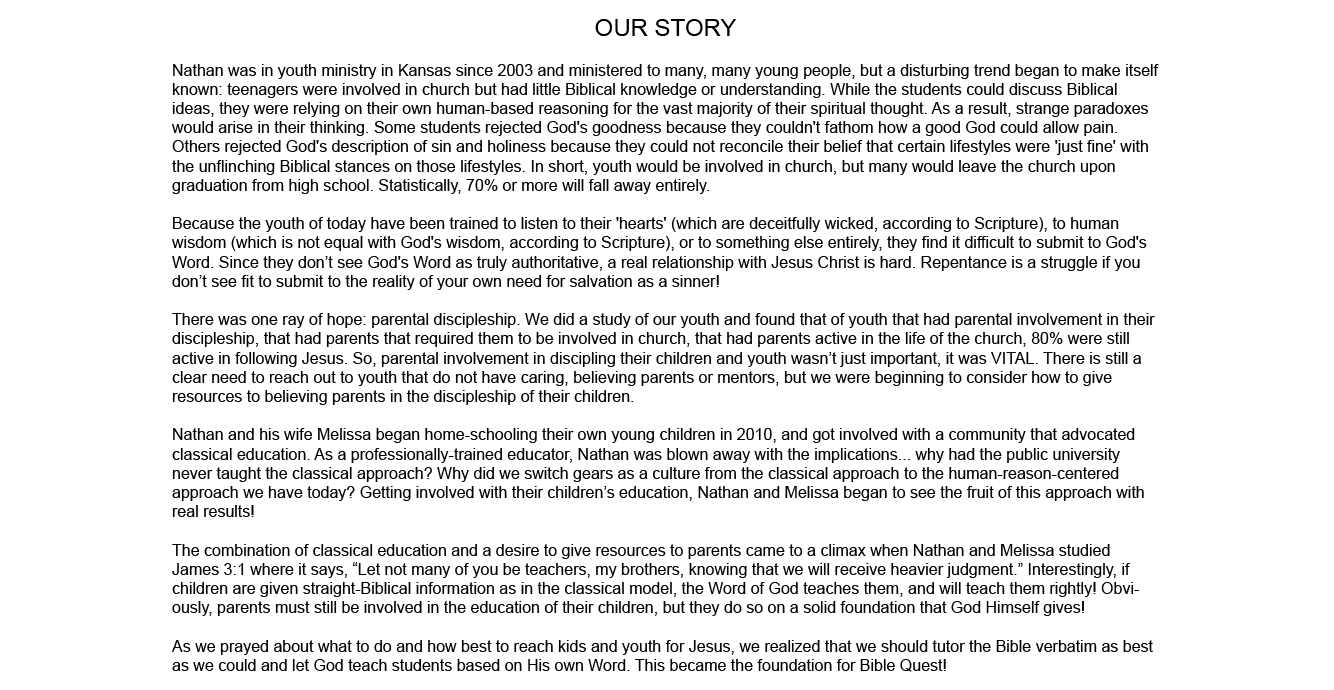 OUR STORY
Nathan was in youth ministry in Kansas since 2003 and ministered to many, many young people, but a disturbing trend began to make itself
known: teenagers were involved in church but had little Biblical knowledge or understanding. While the students could discuss Biblical
ideas, they were relying on their own human-based reasoning for the vast majority of their spiritual thought. As a result, strange paradoxes
would arise in their thinking. Some students rejected God's goodness because they couldn't fathom how a good God could allow pain.
Others rejected God's description of sin and holiness because they could not reconcile their belief that certain lifestyles were 'just fine' with
the unflinching Biblical stances on those lifestyles. In short, youth would be involved in church, but many would leave the church upon
graduation from high school. Statistically, 70% or more will fall away entirely.
Because the youth of today have been trained to listen to their 'hearts' (which are deceitfully wicked, according to Scripture), to human
wisdom (which is not equal with God's wisdom, according to Scripture), or to something else entirely, they find it difficult to submit to God's
Word. Since they don’t see God's Word as truly authoritative, a real relationship with Jesus Christ is hard. Repentance is a struggle if you
don’t see fit to submit to the reality of your own need for salvation as a sinner!
There was one ray of hope: parental discipleship. We did a study of our youth and found that of youth that had parental involvement in their
discipleship, that had parents that required them to be involved in church, that had parents active in the life of the church, 80% were still
active in following Jesus. So, parental involvement in discipling their children and youth wasn’t just important, it was VITAL. There is still a
clear need to reach out to youth that do not have caring, believing parents or mentors, but we were beginning to consider how to give
resources to believing parents in the discipleship of their children.
Nathan and his wife Melissa began home-schooling their own young children in 2010, and got involved with a community that advocated
classical education. As a professionally-trained educator, Nathan was blown away with the implications... why had the public university
never taught the classical approach? Why did we switch gears as a culture from the classical approach to the human-reason-centered
approach we have today? Getting involved with their children’s education, Nathan and Melissa began to see the fruit of this approach with
real results!
The combination of classical education and a desire to give resources to parents came to a climax when Nathan and Melissa studied
James 3:1 where it says, “Let not many of you be teachers, my brothers, knowing that we will receive heavier judgment.” Interestingly, if
children are given straight-Biblical information as in the classical model, the Word of God teaches them, and will teach them rightly! Obvi-
ously, parents must still be involved in the education of their children, but they do so on a solid foundation that God Himself gives!
As we prayed about what to do and how best to reach kids and youth for Jesus, we realized that we should tutor the Bible verbatim as best
as we could and let God teach students based on His own Word. This became the foundation for Bible Quest!